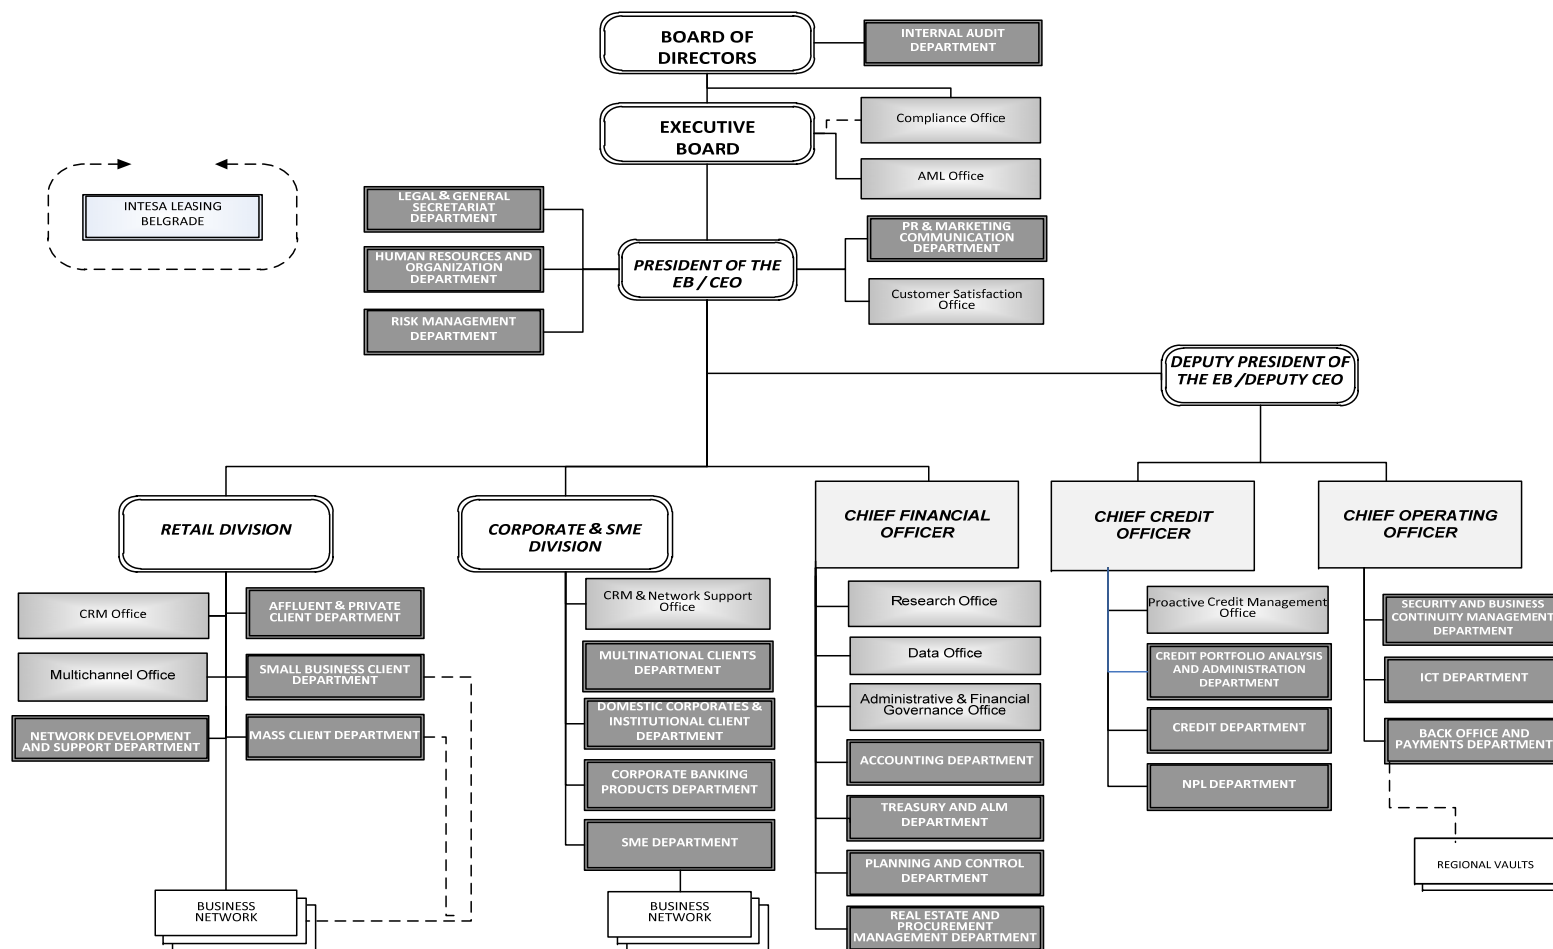 BOARD OF
DIRECTORS
INTERNAL AUDIT
DEPARTMENT
EXECUTIVE
BOARD
Compliance Office
AML Office
INTESA LEASING
BELGRADE
LEGAL & GENERAL
SECRETARIAT
DEPARTMENT
HUMAN RESOURCES AND
ORGANIZATION
DEPARTMENT
RISK MANAGEMENT
DEPARTMENT
PRESIDENT OF THE
EB / CEO
PR & MARKETING
COMMUNICATION
DEPARTMENT
Customer Satisfaction
Office
DEPUTY PRESIDENT OF
THE EB /DEPUTY CEO
RETAIL DIVISION
CORPORATE & SME
DIVISION
CHIEF FINANCIAL
OFFICER
CHIEF CREDIT
OFFICER
CHIEF OPERATING
OFFICER
CRM Office
Multichannel Office
NETWORK DEVELOPMENT
AND SUPPORT DEPARTMENT
AFFLUENT & PRIVATE
CLIENT DEPARTMENT
SMALL BUSINESS CLIENT
DEPARTMENT
MASS CLIENT DEPARTMENT
BUSINESS
NETWORK
CRM & Network Support
Office
MULTINATIONAL CLIENTS
DEPARTMENT
DOMESTIC CORPORATES &
INSTITUTIONAL CLIENT
DEPARTMENT
CORPORATE BANKING
PRODUCTS DEPARTMENT
SME DEPARTMENT
BUSINESS
NETWORK
Research Office
Data Office
Administrative & Financial
Governance Office
ACCOUNTING DEPARTMENT
TREASURY AND ALM
DEPARTMENT
PLANNING AND CONTROL
DEPARTMENT
REAL ESTATE AND
PROCUREMENT
MANAGEMENT DEPARTMENT
Proactive Credit Management
Office
CREDIT PORTFOLIO ANALYSIS
AND ADMINISTRATION
DEPARTMENT
CREDIT DEPARTMENT
NPL DEPARTMENT
SECURITY AND BUSINESS
CONTINUITY MANAGEMENT
DEPARTMENT
ICT DEPARTMENT
BACK OFFICE AND
PAYMENTS DEPARTMENT
REGIONAL VAULTS